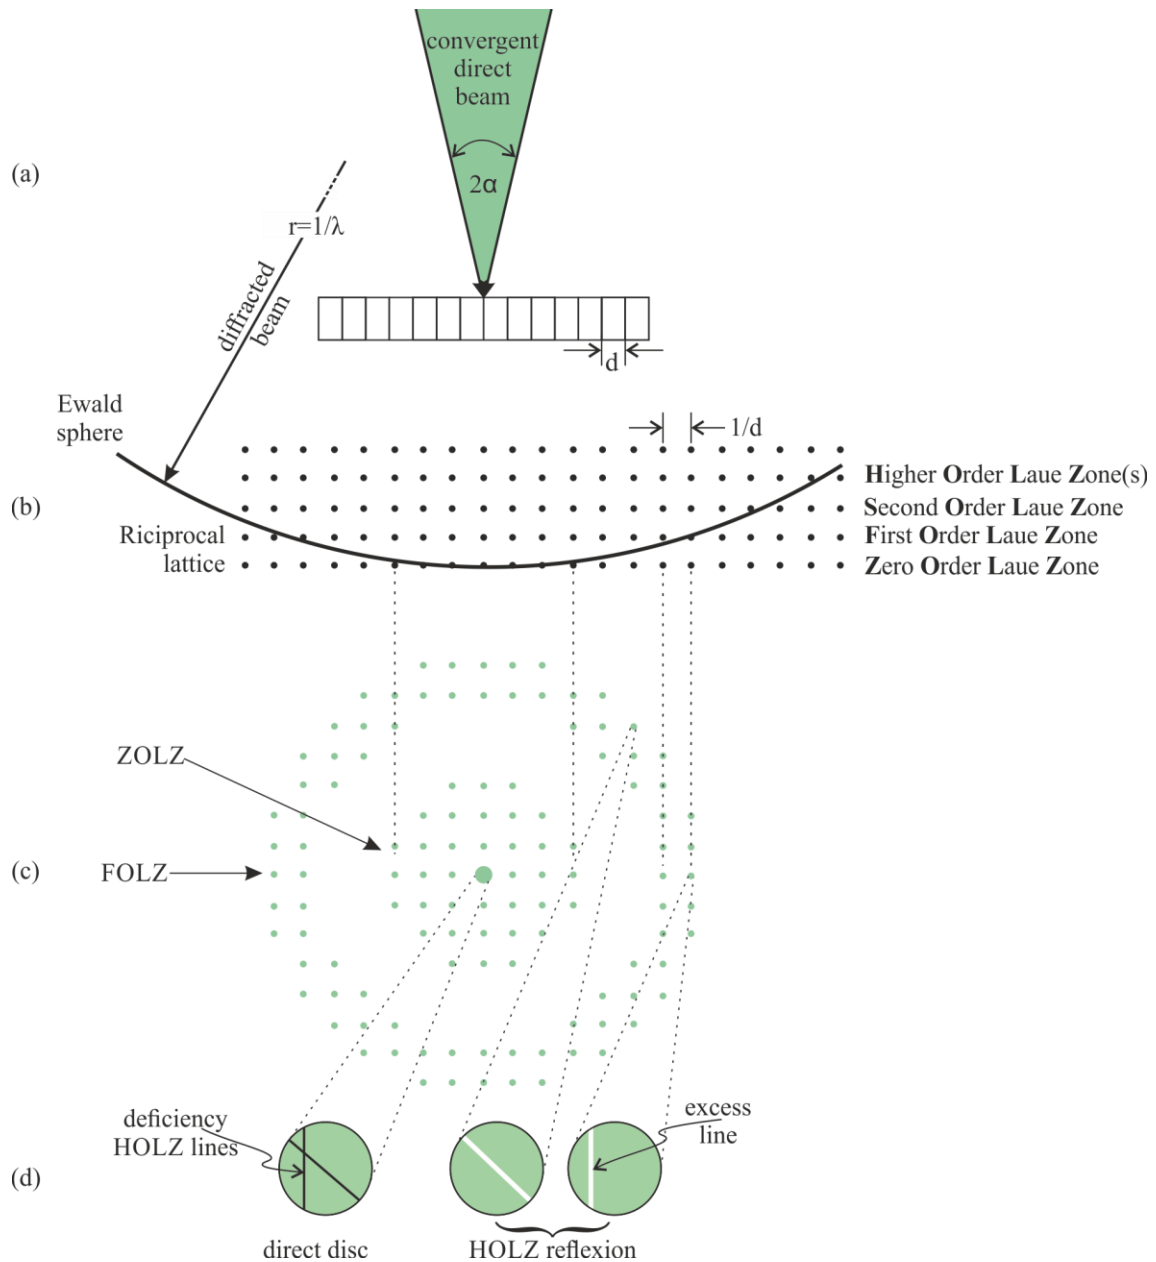 convergent
direct
beam
(a)
2α
r=1/λ
diffracted
beam
d
Ewald
sphere
1/d
Higher Order Laue Zone(s)
(b)
Second Order Laue Zone
Riciprocal
lattice
First Order Laue Zone
Zero Order Laue Zone
ZOLZ
(c)
FOLZ
deficiency
HOLZ lines
excess
line
(d)
direct disc
HOLZ reflexion